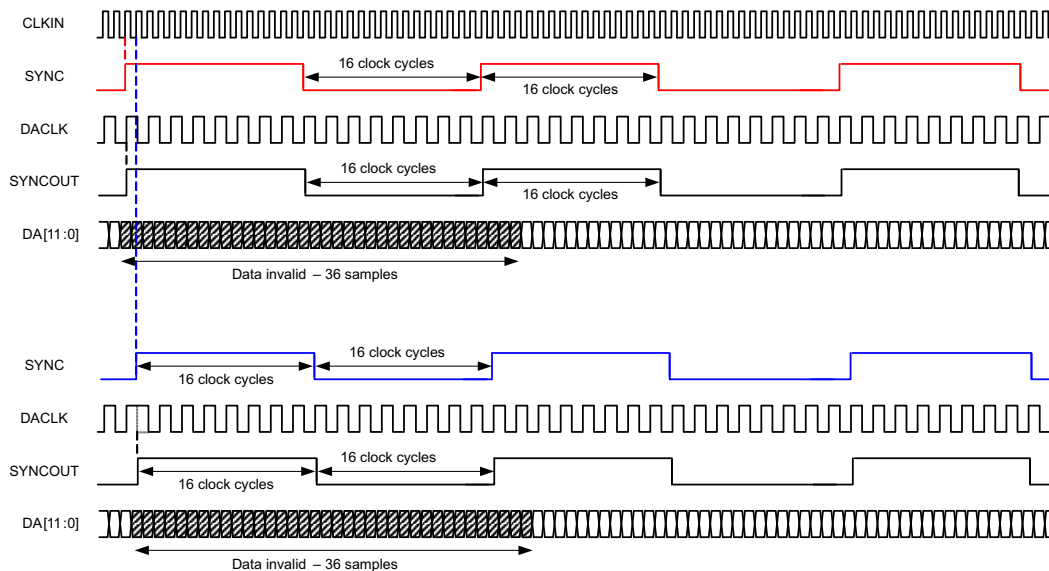 CLKIN
SYNC
16 clock cycles
16 clock cycles
DACLK
SYNCOUT
16 clock cycles
16 clock cycles
DA[11:0]
Data invalid – 36 samples
SYNC
16 clock cycles
16 clock cycles
DACLK
SYNCOUT
16 clock cycles
16 clock cycles
DA[11:0]
Data invalid – 36 samples